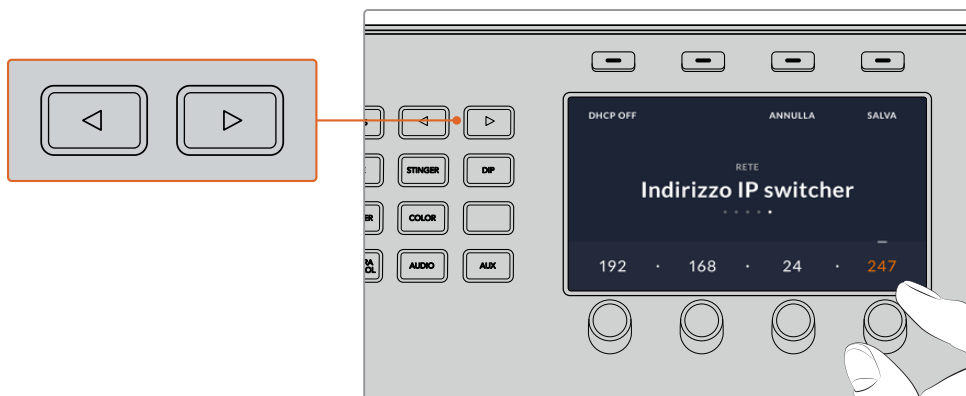 DHCP OFF ANNULLA SALVA
RETE
Indirizzo IP switcher
192 . 168 . 24 . 247
STINGER DIP
COLOR
AUDIO AUX